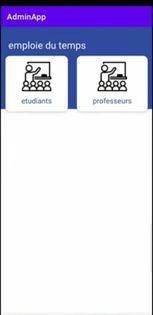 AdminApp
emploie du temps
etudiants professeurs